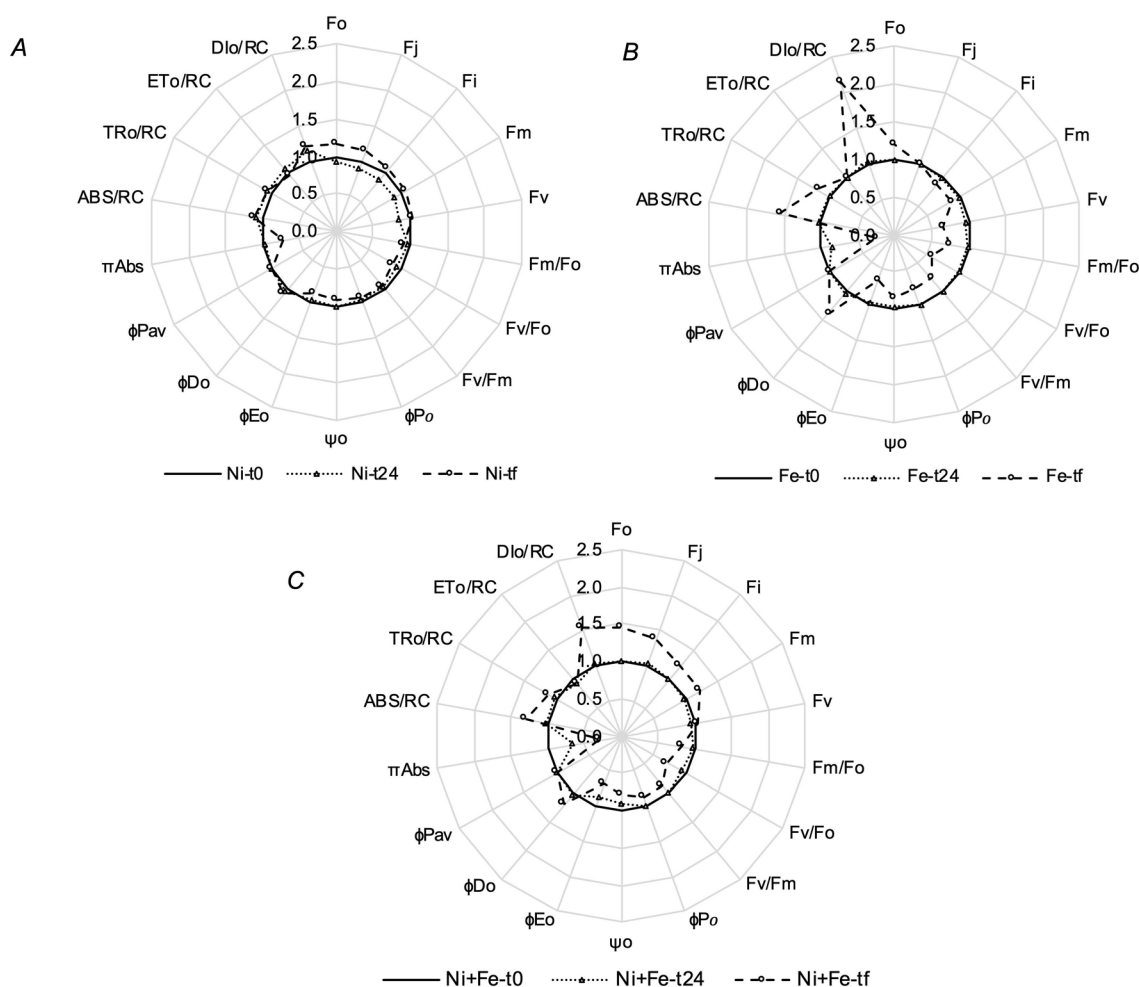 A
Fo
Fj
Fi
Fm
Fv
Fm/Fo
Fv/Fo
Fv/Fm
ϕPo
ψo
ϕEo
ϕDo
ϕPav
πAbs
ABS/RC
TRo/RC
ETo/RC
DIo/RC
2.5
2.0
1.5
1.0
0.5
0.0
Ni-t0 Ni-t24 Ni-tf
B
Fo
Fj
Fi
Fm
Fv
Fm/Fo
Fv/Fo
Fv/Fm
ϕPo
ψo
ϕEo
ϕDo
ϕPav
πAbs
ABS/RC
TRo/RC
ETo/RC
DIo/RC
2.5
2.0
1.5
1.0
0.5
0.0
Fe-t0 Fe-t24 Fe-tf
C
Fo
Fj
Fi
Fm
Fv
Fm/Fo
Fv/Fo
Fv/Fm
ϕPo
ψo
ϕEo
ϕDo
ϕPav
πAbs
ABS/RC
TRo/RC
ETo/RC
DIo/RC
2.5
2.0
1.5
1.0
0.5
0.0
Ni+Fe-t0 Ni+Fe-t24 Ni+Fe-tf